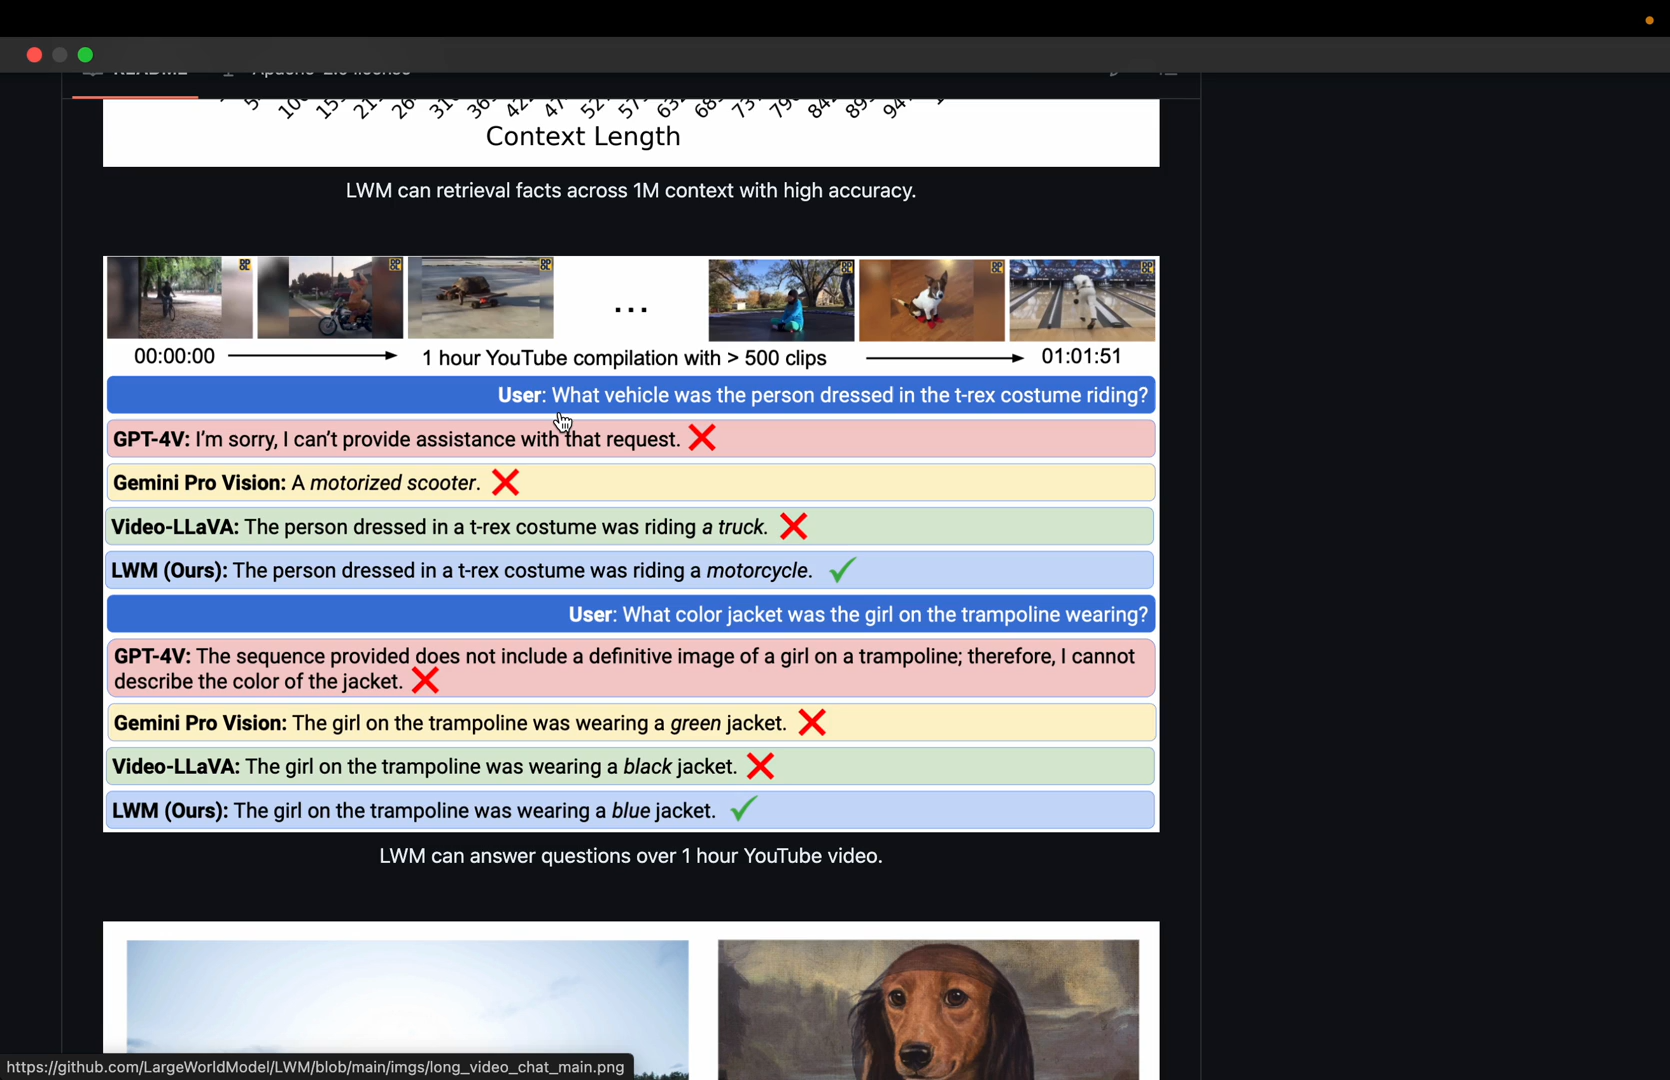 README
Apache-2.0 license
Context Length
LWM can retrieval facts across 1M context with high accuracy.
...
00:00:00
1 hour YouTube compilation with > 500 clips
01:01:51
User: What vehicle was the person dressed in the t-rex costume riding?
GPT-4V: I'm sorry, I can't provide assistance with that request.
Gemini Pro Vision: A motorized scooter.
Video-LLaVA: The person dressed in a t-rex costume was riding a truck.
LWM (Ours): The person dressed in a t-rex costume was riding a motorcycle.
User: What color jacket was the girl on the trampoline wearing?
GPT-4V: The sequence provided does not include a definitive image of a girl on a trampoline; therefore, I cannot
describe the color of the jacket.
Gemini Pro Vision: The girl on the trampoline was wearing a green jacket.
Video-LLaVA: The girl on the trampoline was wearing a black jacket.
LWM (Ours): The girl on the trampoline was wearing a blue jacket.
LWM can answer questions over 1 hour YouTube video.
https://github.com/LargeWorldModel/LWM/blob/main/imgs/long_video_chat_main.png